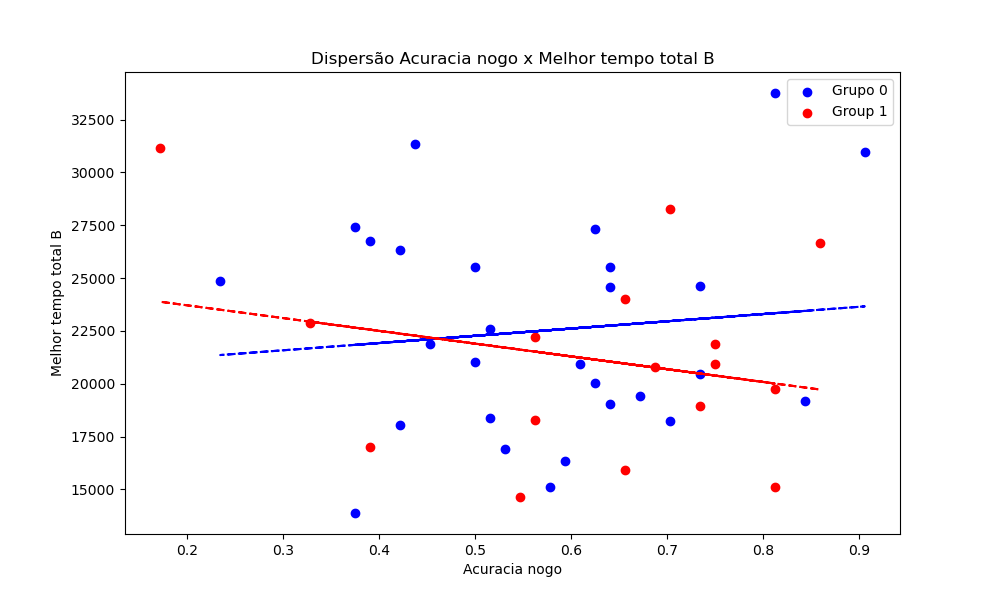 Dispersão Acuracia nogo x Melhor tempo total B
Grupo 0
Group 1
Melhor tempo total B
32500
30000
27500
25000
22500
20000
17500
15000
0.2 0.3 0.4 0.5 0.6 0.7 0.8 0.9
Acuracia nogo